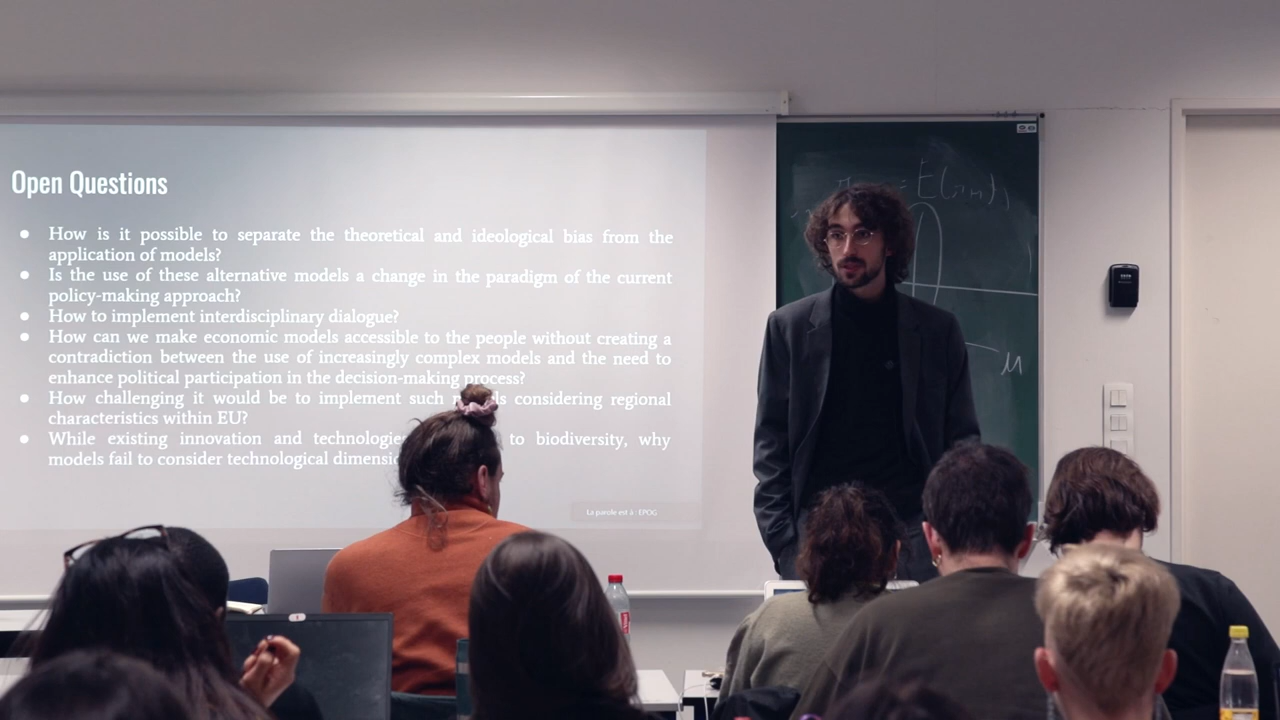 Open Questions
How is it possible to separate the theoretical and ideological bias from the
application of models?
Is the use of these alternative models a change in the paradigm of the current
policy-making approach?
How to implement interdisciplinary dialogue?
How can we make economic models accessible to the people without creating a
contradiction between the use of increasingly complex models and the need to
enhance political participation in the decision-making process?
How challenging it would be to implement such considering regional
characteristics within EU?
While existing innovation and to biodiversity, why
models fail to consider technological
La parole est à : EPOG
= E(
μ